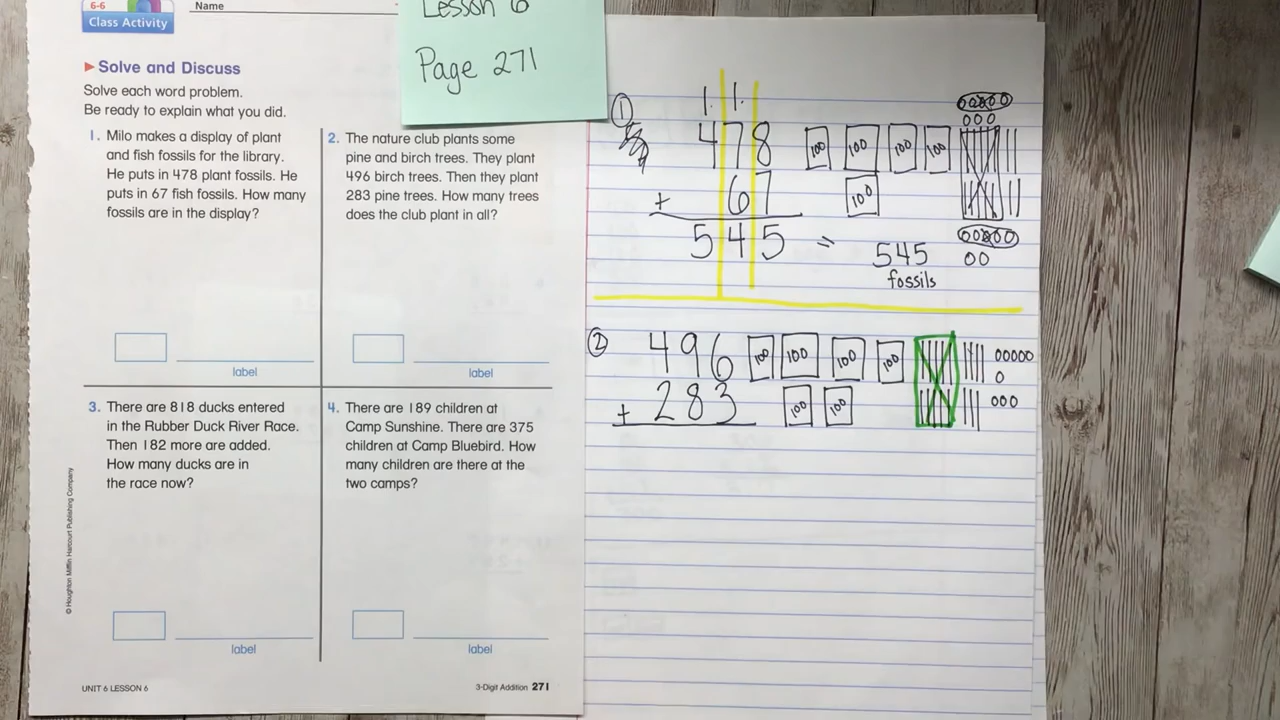 6-6
Class Activity
Name
Lesson 6
Page 271
Solve and Discuss
Solve each word problem.
Be ready to explain what you did.
1. Milo makes a display of plant
and fish fossils for the library.
He puts in 478 plant fossils. He
puts in 67 fish fossils. How many
fossils are in the display?
label
2. The nature club plants some
pine and birch trees. They plant
496 birch trees. Then they plant
283 pine trees. How many trees
does the club plant in all?
label
3. There are 818 ducks entered
in the Rubber Duck River Race.
Then 182 more are added.
How many ducks are in
the race now?
label
4. There are 189 children at
Camp Sunshine. There are 375
children at Camp Bluebird. How
many children are there at the
two camps?
label
© Houghton Mifflin Harcourt Publishing Company
UNIT 6 LESSON 6
3-Digit Addition 271
1
1 1
478 100 100 100 100
+ 67 100
545 = 545
fossils
2 496 100 100 100 100
+ 283 100 100